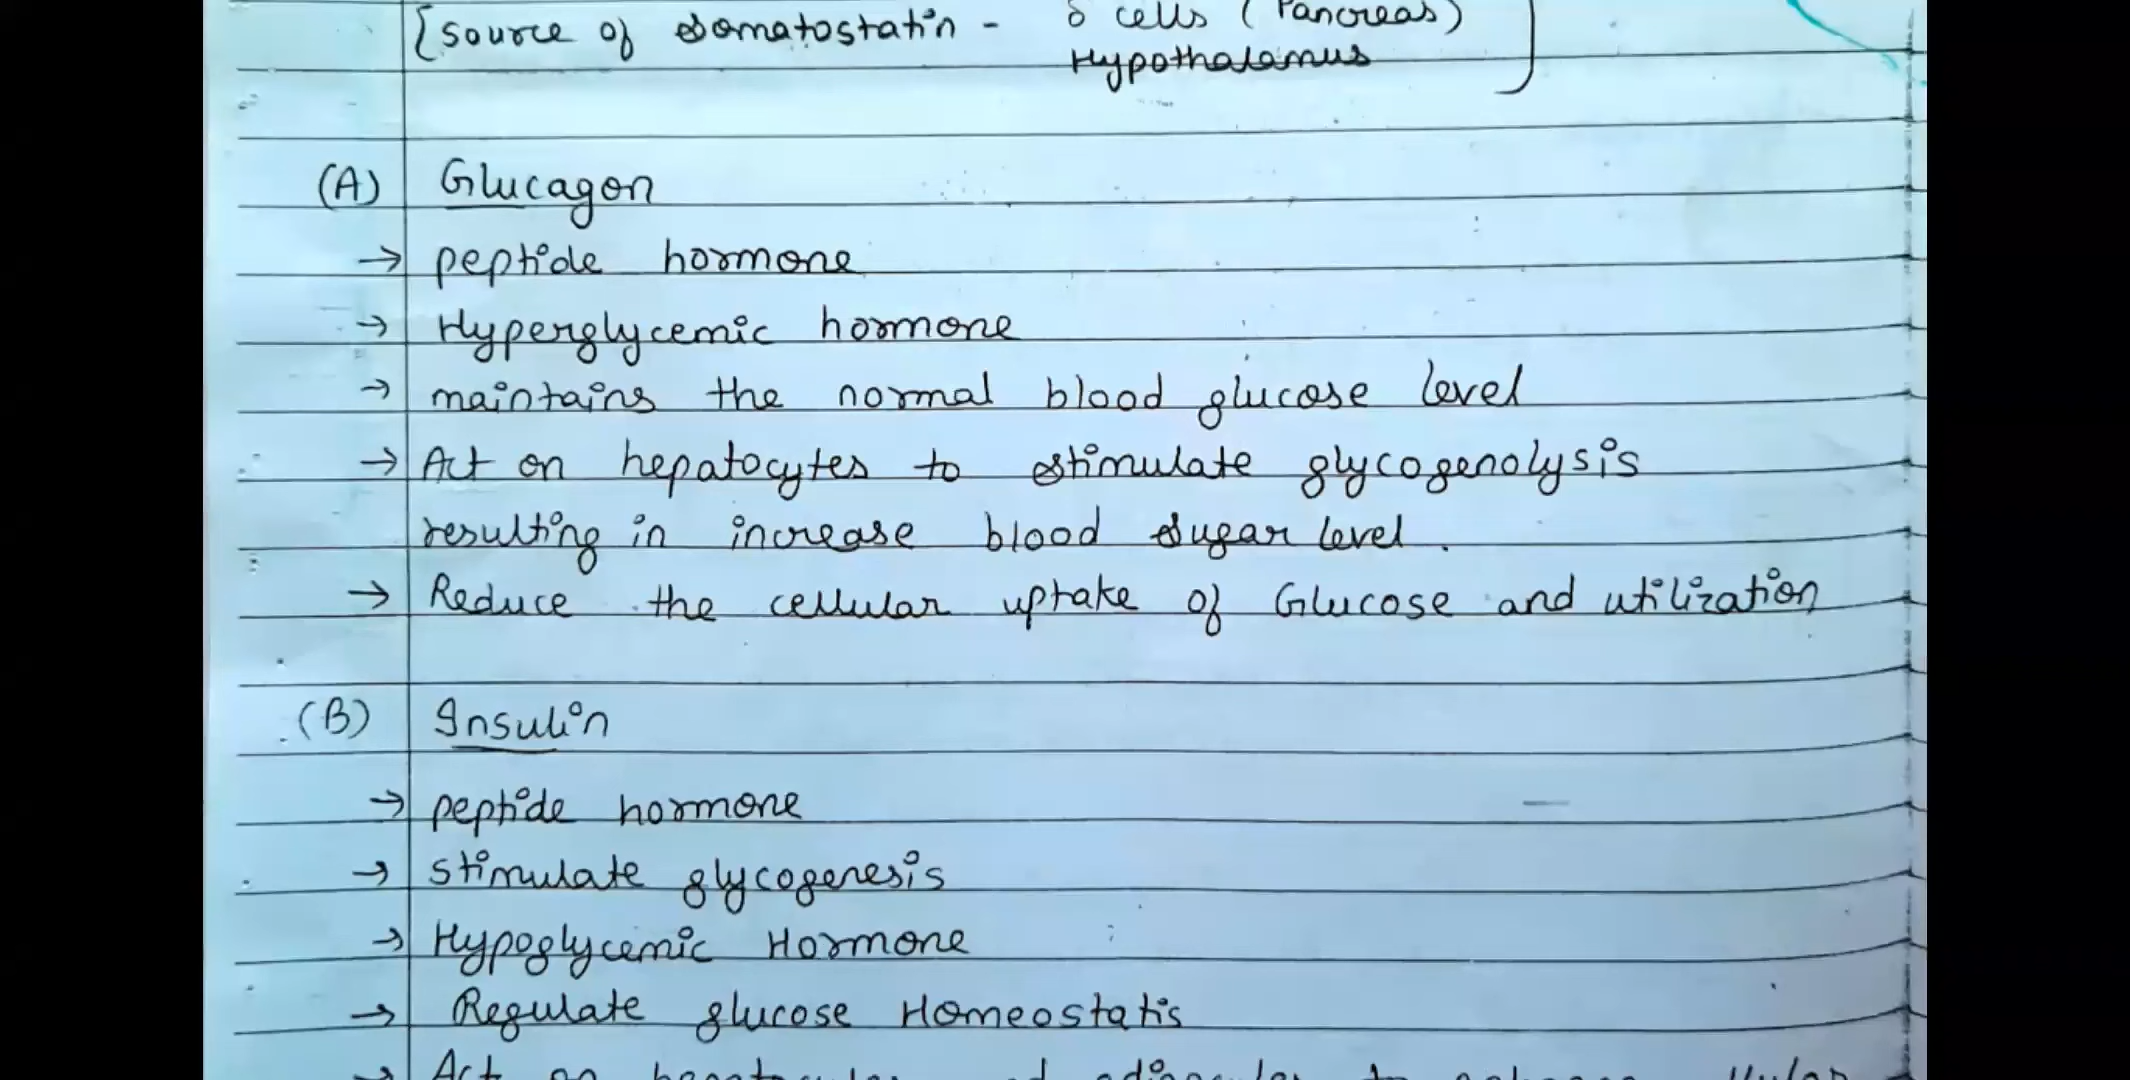 [Source of Somatostatin - δ cells (Pancreas)
Hypothalamus ]
(A) Glucagon
→ peptide hormone
→ Hyperglycemic hormone
→ maintains the normal blood glucose level
→ Act on hepatocytes to stimulate glycogenolysis
resulting in increase blood sugar level.
→ Reduce the cellular uptake of Glucose and utilization
(B) Insulin
→ peptide hormone
→ stimulate glycogenesis
→ Hypoglycemic Hormone
→ Regulate glucose Homeostatis
→ Act on